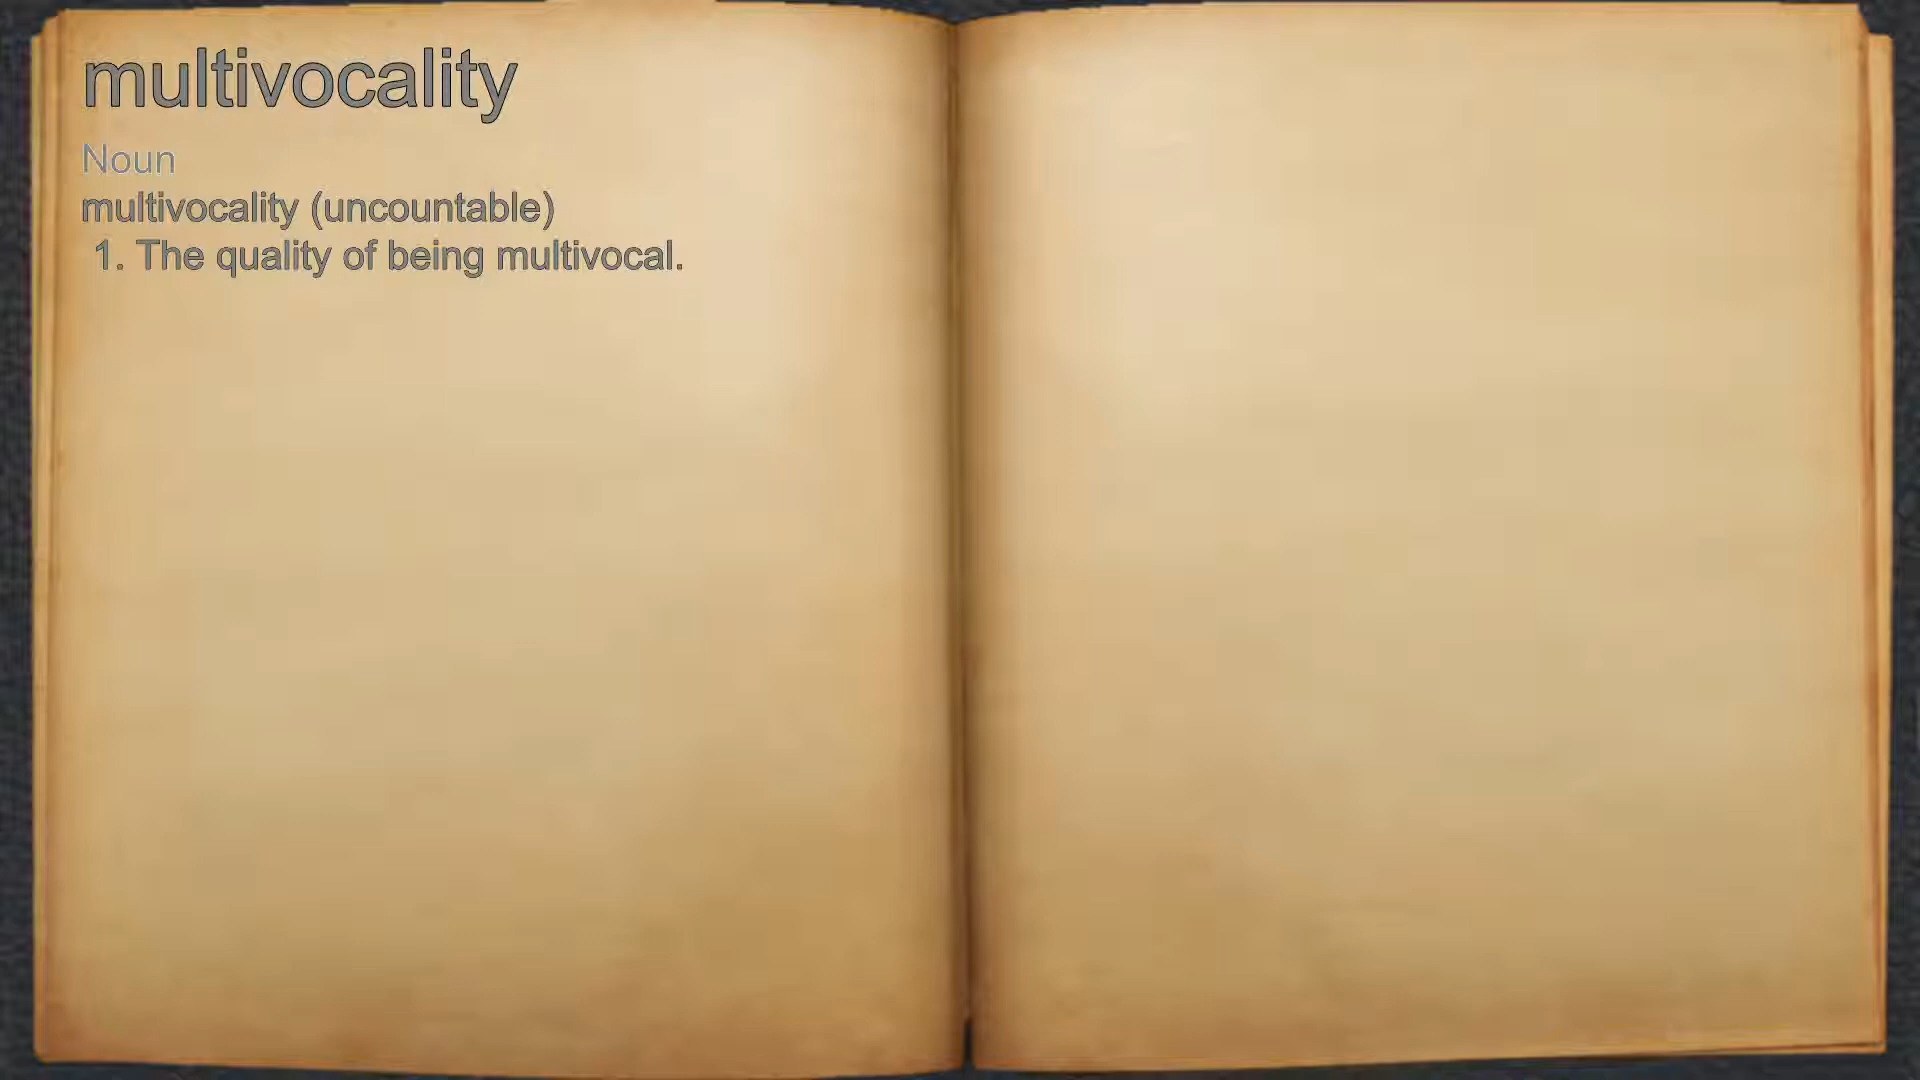 multivocality
Noun
multivocality (uncountable)
1. The quality of being multivocal.